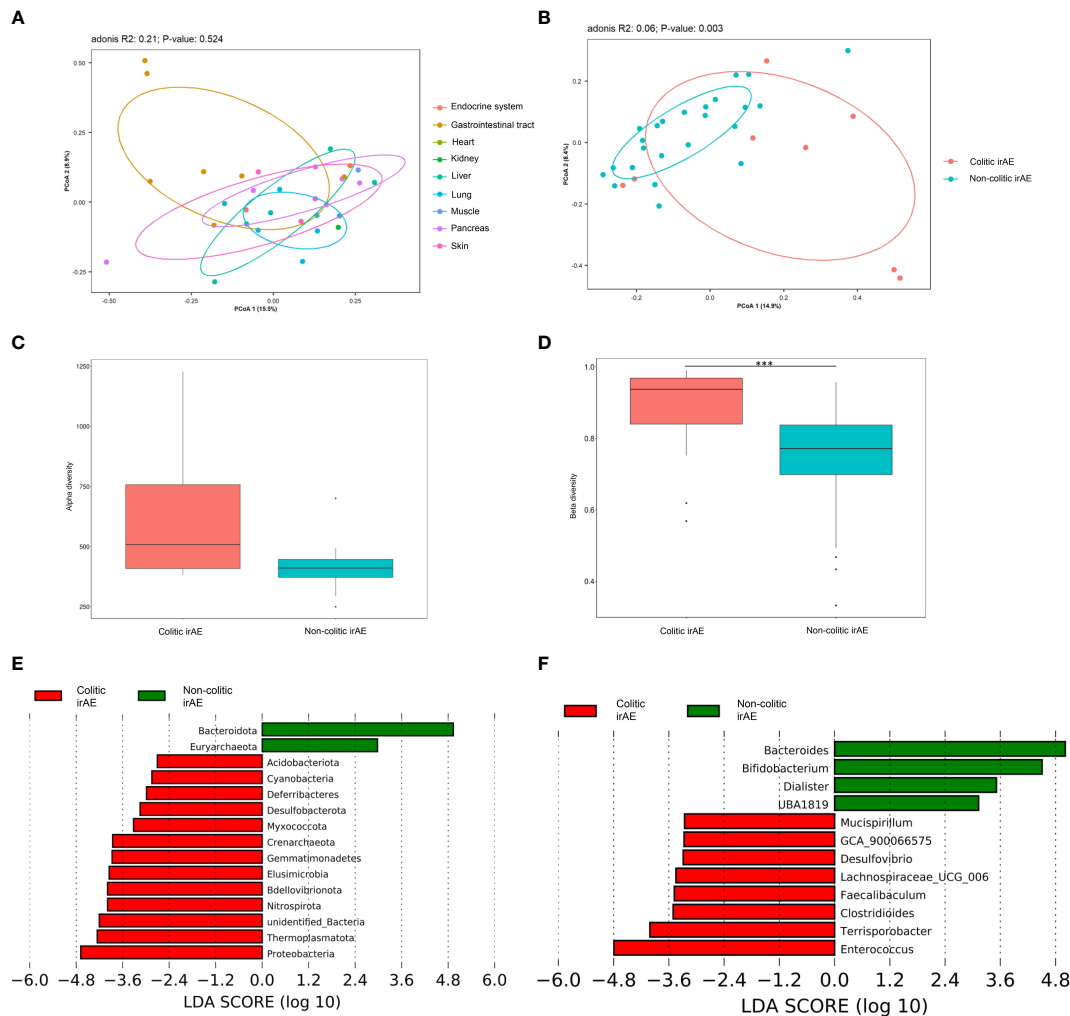 A
adonis R2: 0.21; P-value: 0.524
0.50
0.25
0.00
-0.25
PCoA 2 (8.9%)
-0.50
-0.25
0.00
0.25
PCoA 1 (15.5%)
Endocrine system
Gastrointestinal tract
Heart
Kidney
Liver
Lung
Muscle
Pancreas
Skin
B
adonis R2: 0.06; P-value: 0.003
0.2
0.0
-0.2
-0.4
PCoA 2 (8.4%)
-0.2
0.0
0.2
0.4
PCoA 1 (14.9%)
Colitic irAE
Non-colitic irAE
C
1250
1000
750
500
250
Alpha diversity
Colitic irAE
Non-colitic irAE
D
***
1.0
0.8
0.6
0.4
Beta diversity
Colitic irAE
Non-colitic irAE
E
Colitic
irAE
Non-colitic
irAE
Bacteroidota
Euryarchaeota
Acidobacteriota
Cyanobacteria
Deferribacteres
Desulfobacterota
Myxococcota
Crenarchaeota
Gemmatimonadetes
Elusimicrobia
Bdellovibrionota
Nitrospirota
unidentified_Bacteria
Thermoplasmatota
Proteobacteria
−6.0 −4.8 −3.6 −2.4 −1.2 0.0 1.2 2.4 3.6 4.8 6.0
LDA SCORE (log 10)
F
Colitic
irAE
Non-colitic
irAE
Bacteroides
Bifidobacterium
Dialister
UBA1819
Mucispirillum
GCA_900066575
Desulfovibrio
Lachnospiraceae_UCG_006
Faecalibaculum
Clostridioides
Terrisporobacter
Enterococcus
−6.0 −4.8 −3.6 −2.4 −1.2 0.0 1.2 2.4 3.6 4.8
LDA SCORE (log 10)